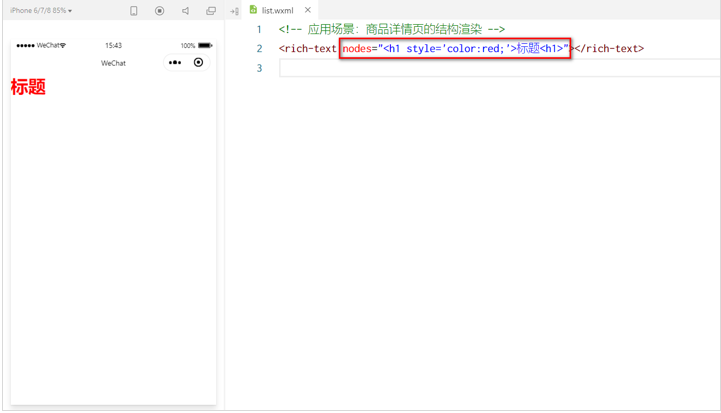 iPhone 6/7/8 85%
list.wxml
WeChat
15:43
100%
WeChat
标题
1 <!-- 应用场景：商品详情页的结构渲染 -->
2 <rich-text nodes="<h1 style='color:red;'>标题<h1>"></rich-text>
3